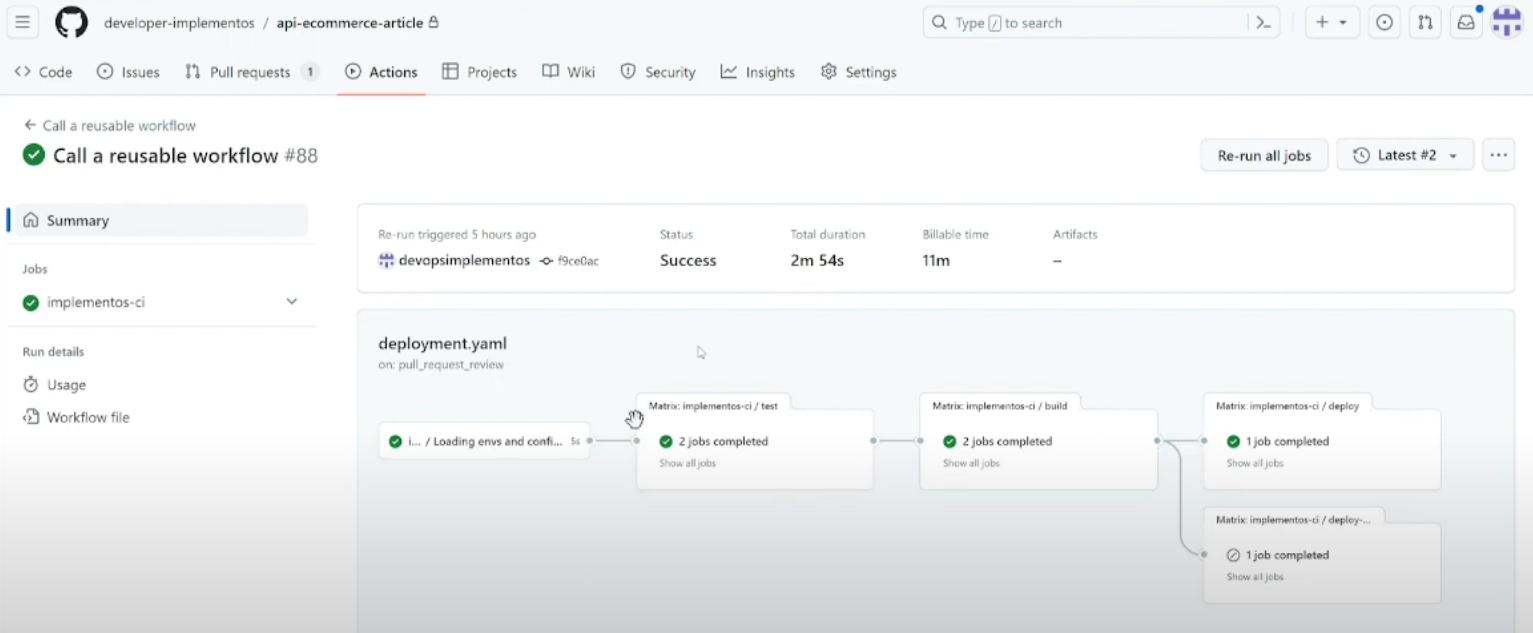 developer-implementos / api-ecommerce-article
Type / to search
Code
Issues
Pull requests 1
Actions
Projects
Wiki
Security
Insights
Settings
Call a reusable workflow
Call a reusable workflow #88
Re-run all jobs
Latest #2
Summary
Jobs
implementos-ci
Run details
Usage
Workflow file
Re-run triggered 5 hours ago
devopsimplementos f9ce0ac
Status
Success
Total duration
2m 54s
Billable time
11m
Artifacts
–
deployment.yaml
on: pull_request_review
i... / Loading envs and confi... 5s
Matrix: implementos-ci / test
2 jobs completed
Show all jobs
Matrix: implementos-ci / build
2 jobs completed
Show all jobs
Matrix: implementos-ci / deploy
1 job completed
Show all jobs
Matrix: implementos-ci / deploy-...
1 job completed
Show all jobs